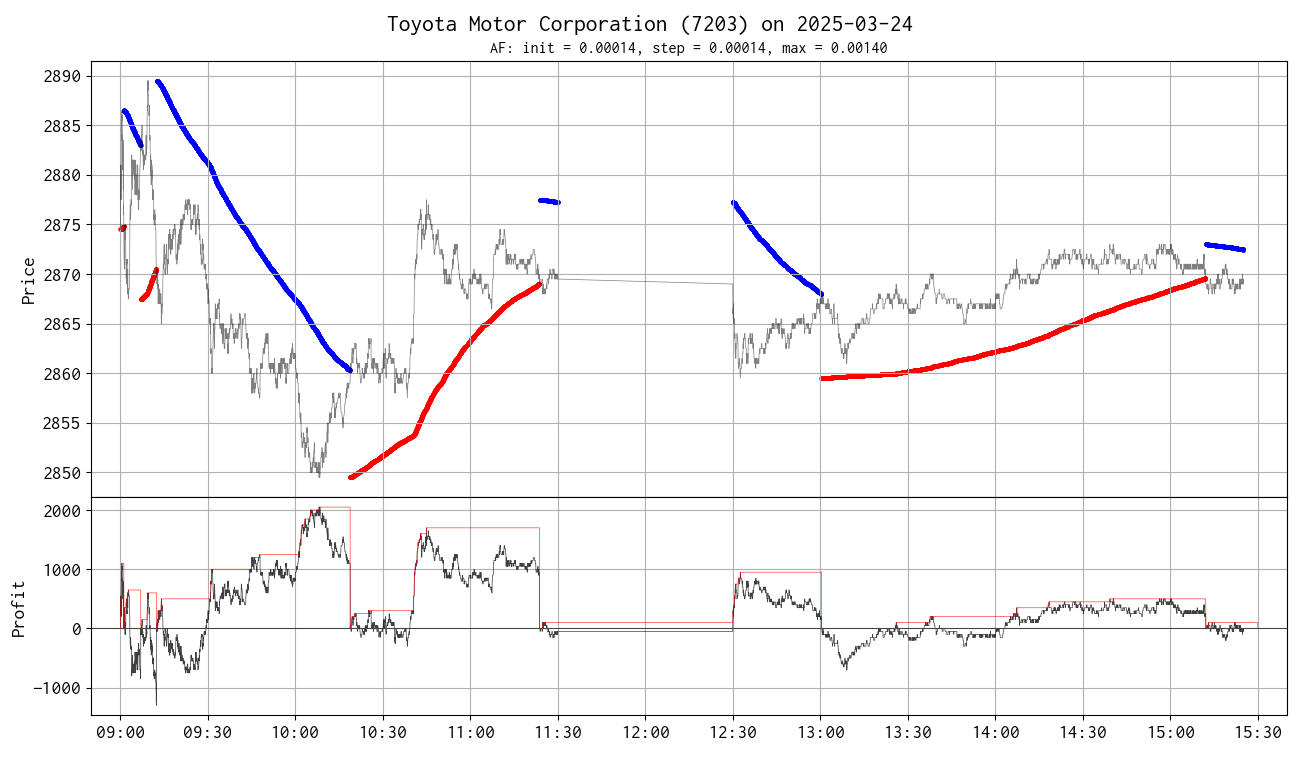 Toyota Motor Corporation (7203) on 2025-03-24
AF: init = 0.00014, step = 0.00014, max = 0.00140
Price
2890
2885
2880
2875
2870
2865
2860
2855
2850
Profit
2000
1000
0
−1000
09:00 09:30 10:00 10:30 11:00 11:30 12:00 12:30 13:00 13:30 14:00 14:30 15:00 15:30